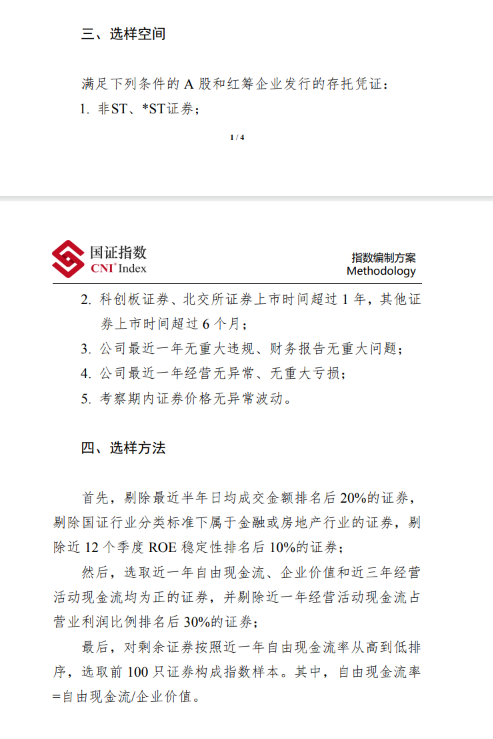 三、选样空间
满足下列条件的 A 股和红筹企业发行的存托凭证：
1. 非ST、*ST证券；
1 / 4
国证指数
CNI Index
指数编制方案
Methodology
2. 科创板证券、北交所证券上市时间超过 1 年，其他证
券上市时间超过 6 个月；
3. 公司最近一年无重大违规、财务报告无重大问题；
4. 公司最近一年经营无异常、无重大亏损；
5. 考察期内证券价格无异常波动。
四、选样方法
首先，剔除最近半年日均成交金额排名后 20%的证券，
剔除国证行业分类标准下属于金融或房地产行业的证券，剔
除近 12 个季度 ROE 稳定性排名后 10%的证券；
然后，选取近一年自由现金流、企业价值和近三年经营
活动现金流均为正的证券，并剔除近一年经营活动现金流占
营业利润比例排名后 30%的证券；
最后，对剩余证券按照近一年自由现金流率从高到低排
序，选取前 100 只证券构成指数样本。其中，自由现金流率
=自由现金流/企业价值。